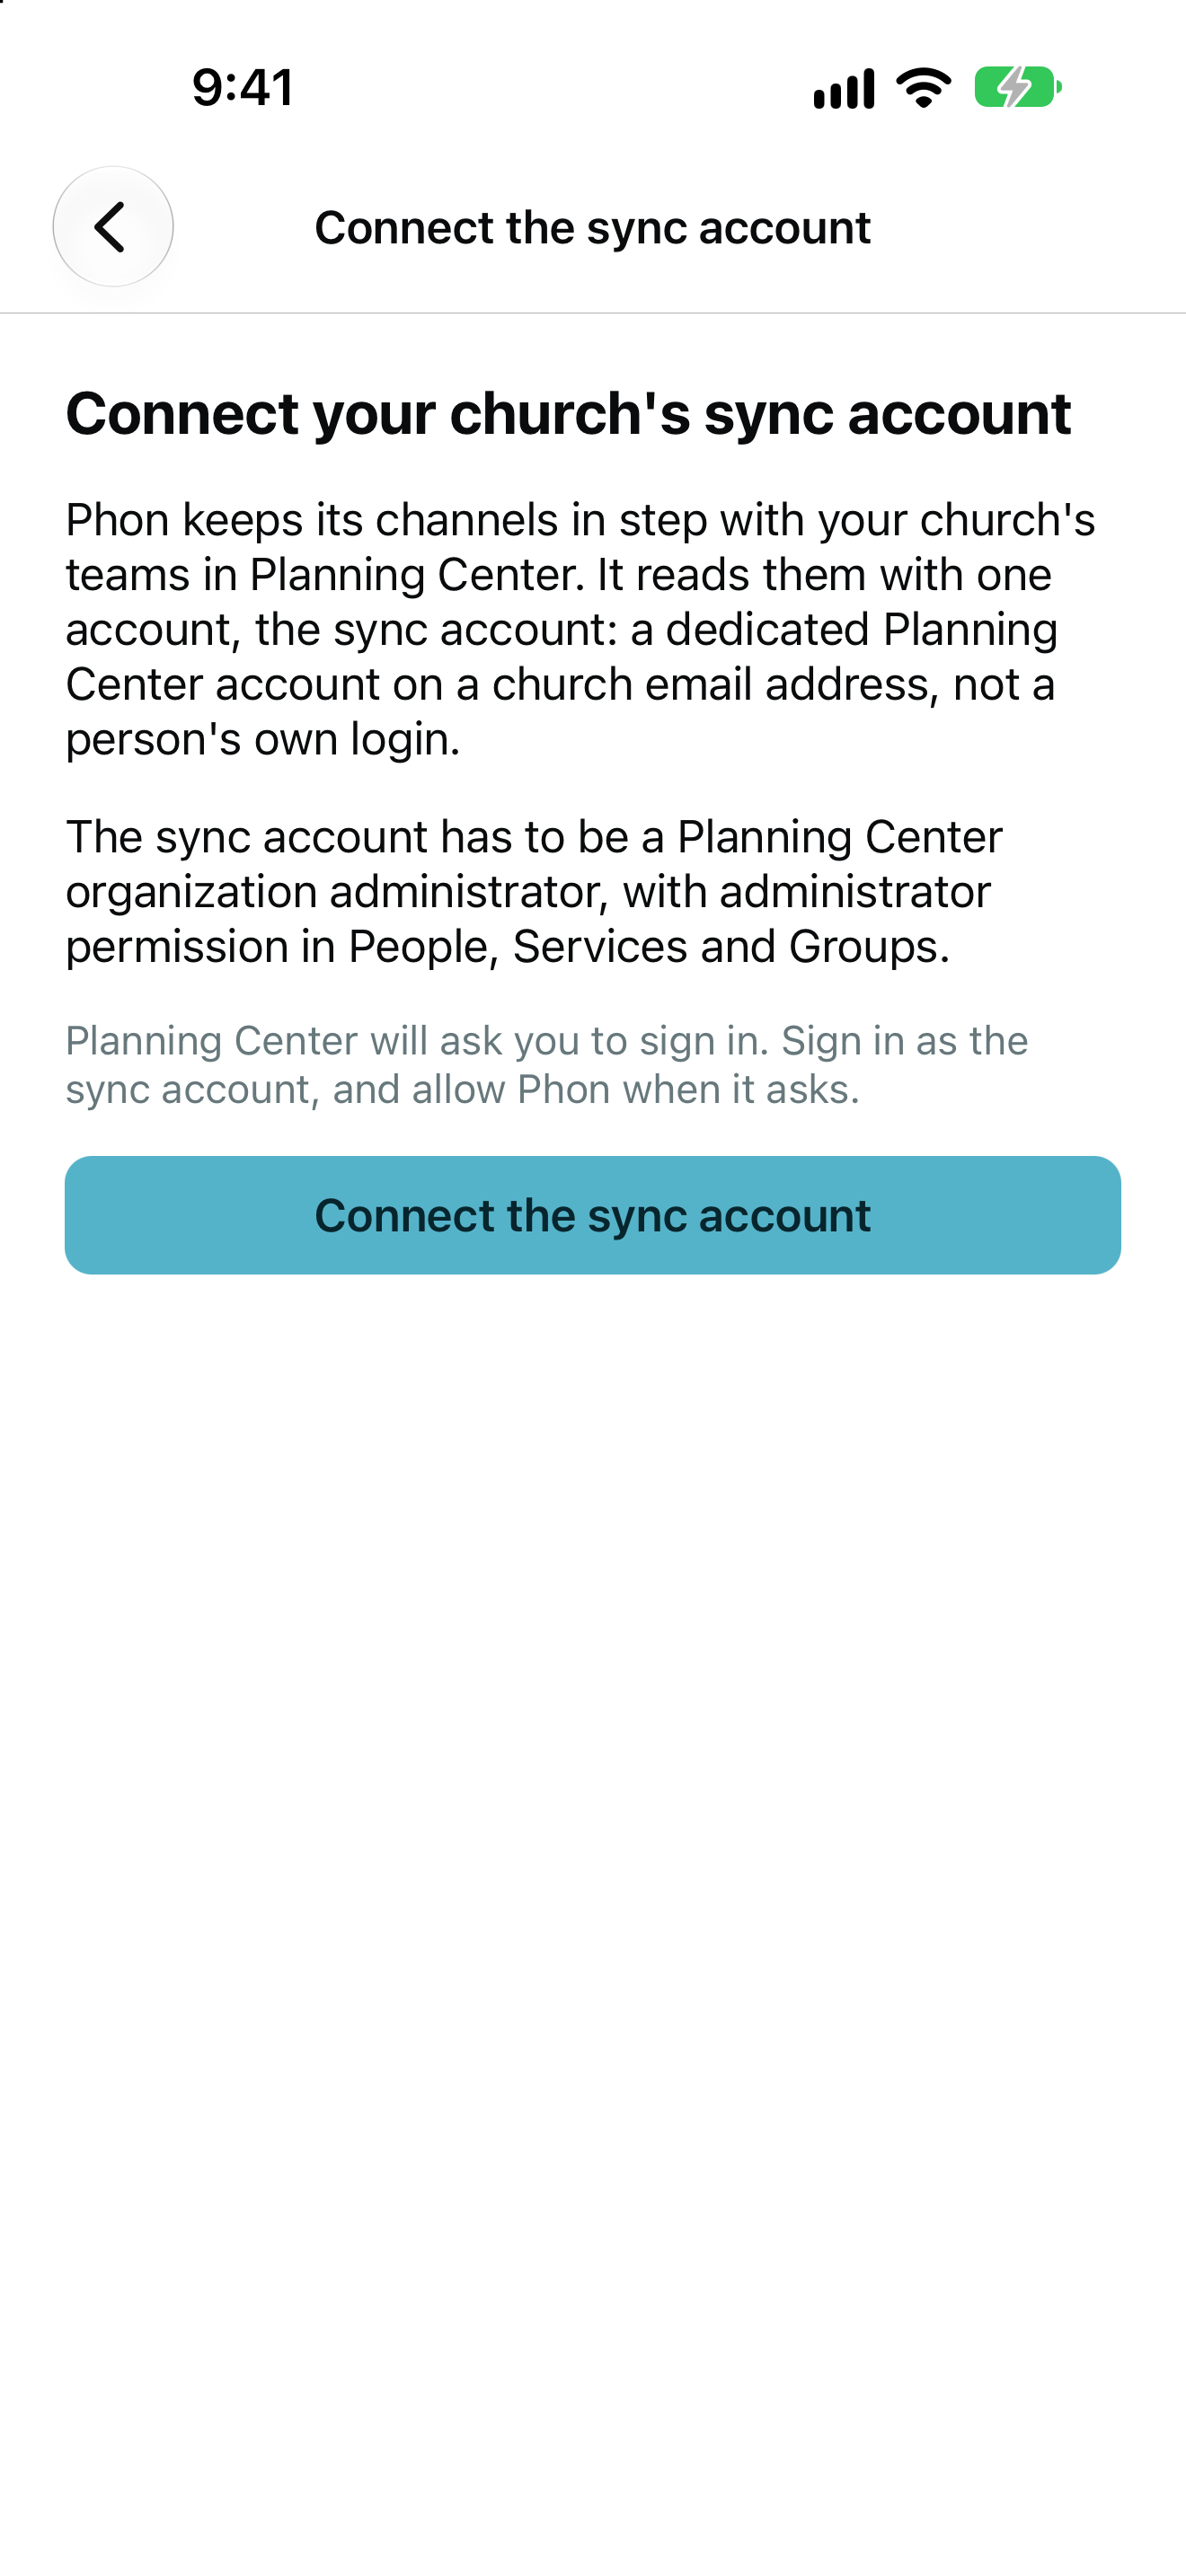 9:41
Connect the sync account
Connect your church's sync account
Phon keeps its channels in step with your church's
teams in Planning Center. It reads them with one
account, the sync account: a dedicated Planning
Center account on a church email address, not a
person's own login.
The sync account has to be a Planning Center
organization administrator, with administrator
permission in People, Services and Groups.
Planning Center will ask you to sign in. Sign in as the
sync account, and allow Phon when it asks.
Connect the sync account